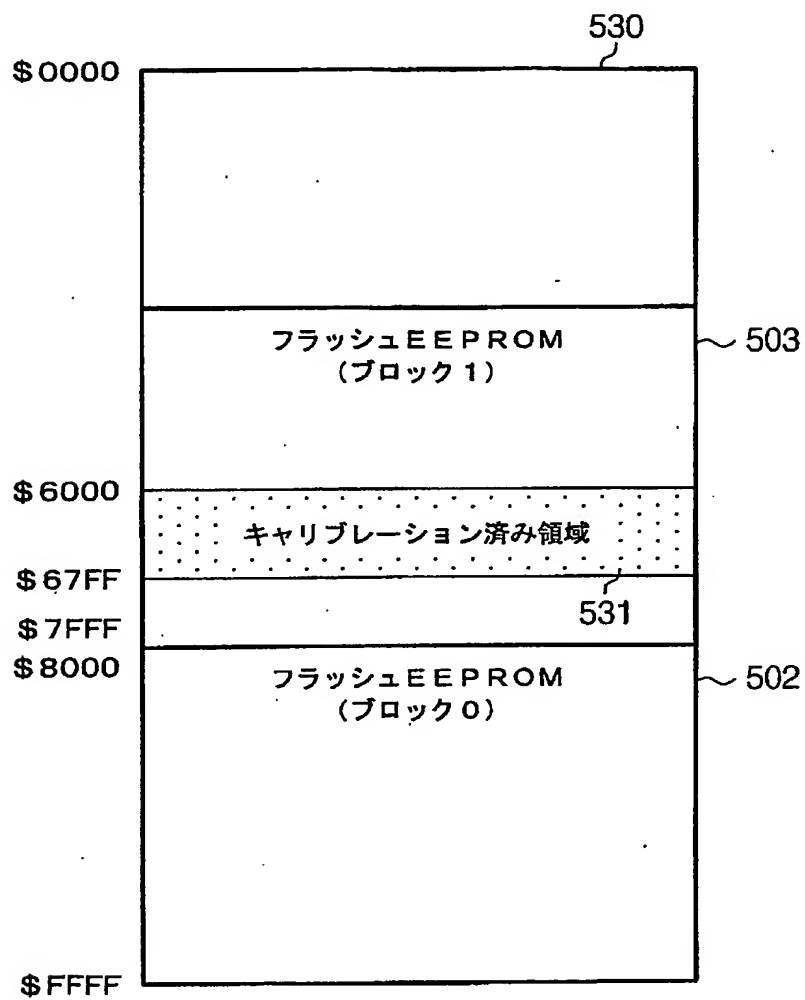 530
$0000
フラッシュEEPROM
(ブロック1)
503
$6000
キャリブレーション済み領域
$67FF
531
$7FFF
$8000
フラッシュEEPROM
(ブロック0)
502
$FFFF